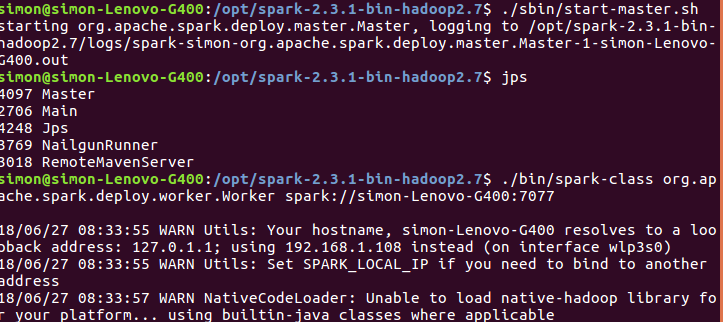 simon@simon-Lenovo-G400:/opt/spark-2.3.1-bin-hadoop2.7$ ./sbin/start-master.sh
starting org.apache.spark.deploy.master.Master, logging to /opt/spark-2.3.1-bin-
hadoop2.7/logs/spark-simon-org.apache.spark.deploy.master.Master-1-simon-Lenovo-
G400.out
simon@simon-Lenovo-G400:/opt/spark-2.3.1-bin-hadoop2.7$ jps
4097 Master
2706 Main
4248 Jps
3769 NailgunRunner
3018 RemoteMavenServer
simon@simon-Lenovo-G400:/opt/spark-2.3.1-bin-hadoop2.7$ ./bin/spark-class org.ap
ache.spark.deploy.worker.Worker spark://simon-Lenovo-G400:7077
18/06/27 08:33:55 WARN Utils: Your hostname, simon-Lenovo-G400 resolves to a loo
pback address: 127.0.1.1; using 192.168.1.108 instead (on interface wlp3s0)
18/06/27 08:33:55 WARN Utils: Set SPARK_LOCAL_IP if you need to bind to another
address
18/06/27 08:33:57 WARN NativeCodeLoader: Unable to load native-hadoop library fo
r your platform... using builtin-java classes where applicable